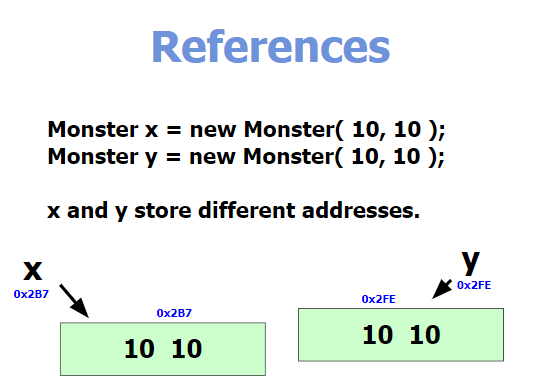 References
Monster x = new Monster( 10, 10 );
Monster y = new Monster( 10, 10 );
x and y store different addresses.
x
0x2B7
0x2B7
10 10
y
0x2FE
0x2FE
10 10